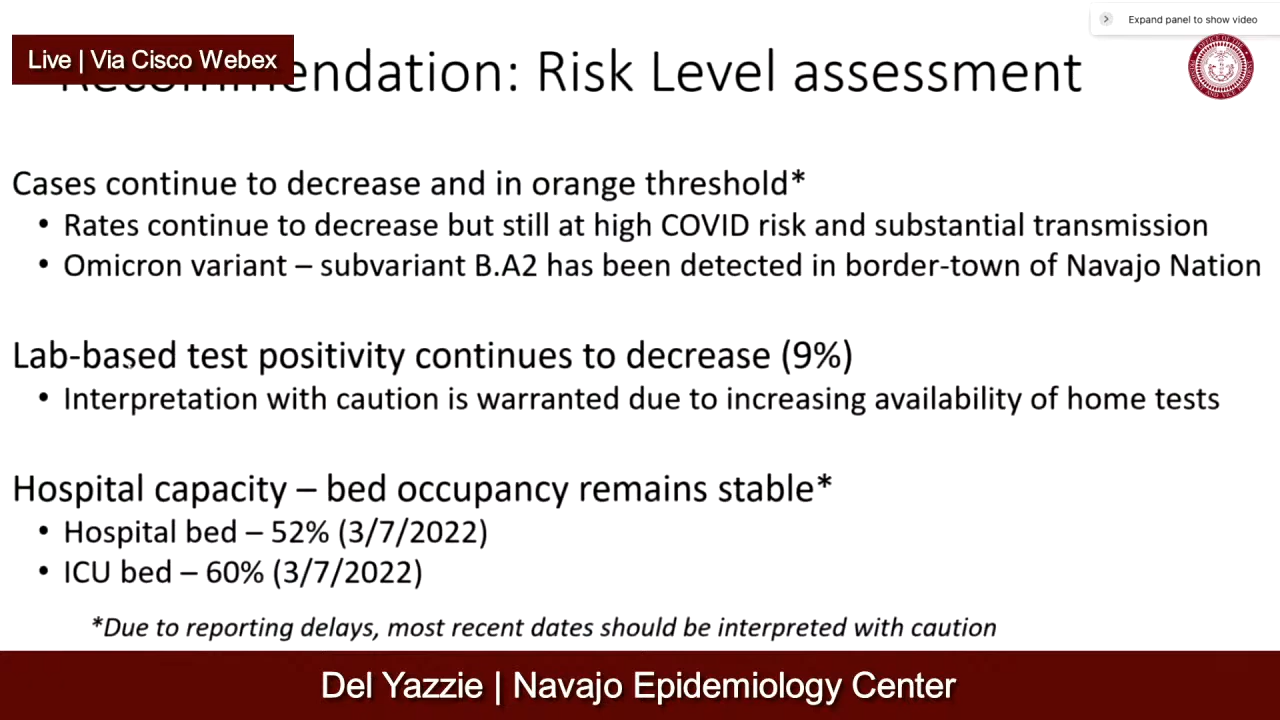 Expand panel to show video
Live | Via Cisco Webex
Recommendation: Risk Level assessment
Cases continue to decrease and in orange threshold*
• Rates continue to decrease but still at high COVID risk and substantial transmission
• Omicron variant – subvariant B.A2 has been detected in border-town of Navajo Nation
Lab-based test positivity continues to decrease (9%)
• Interpretation with caution is warranted due to increasing availability of home tests
Hospital capacity – bed occupancy remains stable*
• Hospital bed – 52% (3/7/2022)
• ICU bed – 60% (3/7/2022)
*Due to reporting delays, most recent dates should be interpreted with caution
Del Yazzie | Navajo Epidemiology Center